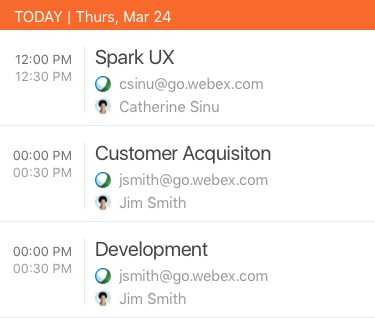 TODAY | Thurs, Mar 24
12:00 PM
12:30 PM
Spark UX
csinu@go.webex.com
Catherine Sinu
00:00 PM
00:30 PM
Customer Acquisiton
jsmith@go.webex.com
Jim Smith
00:00 PM
00:30 PM
Development
jsmith@go.webex.com
Jim Smith